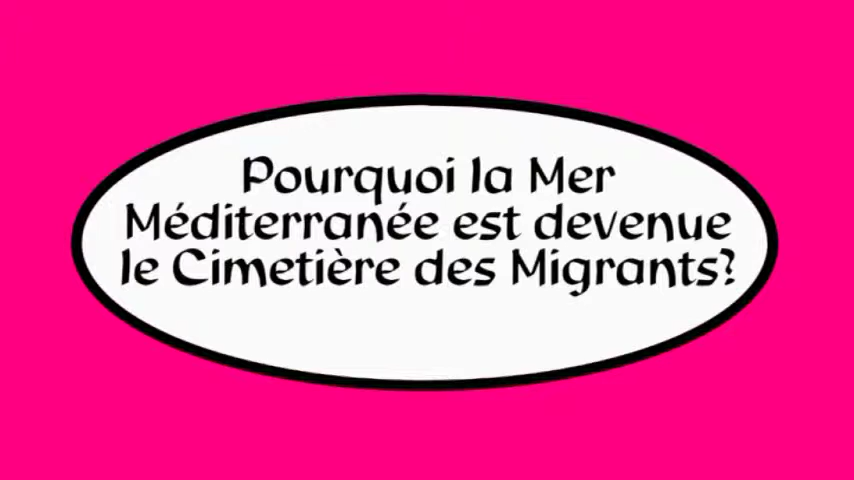 Pourquoi la Mer
Méditerranée est devenue
le Cimetière des Migrants?